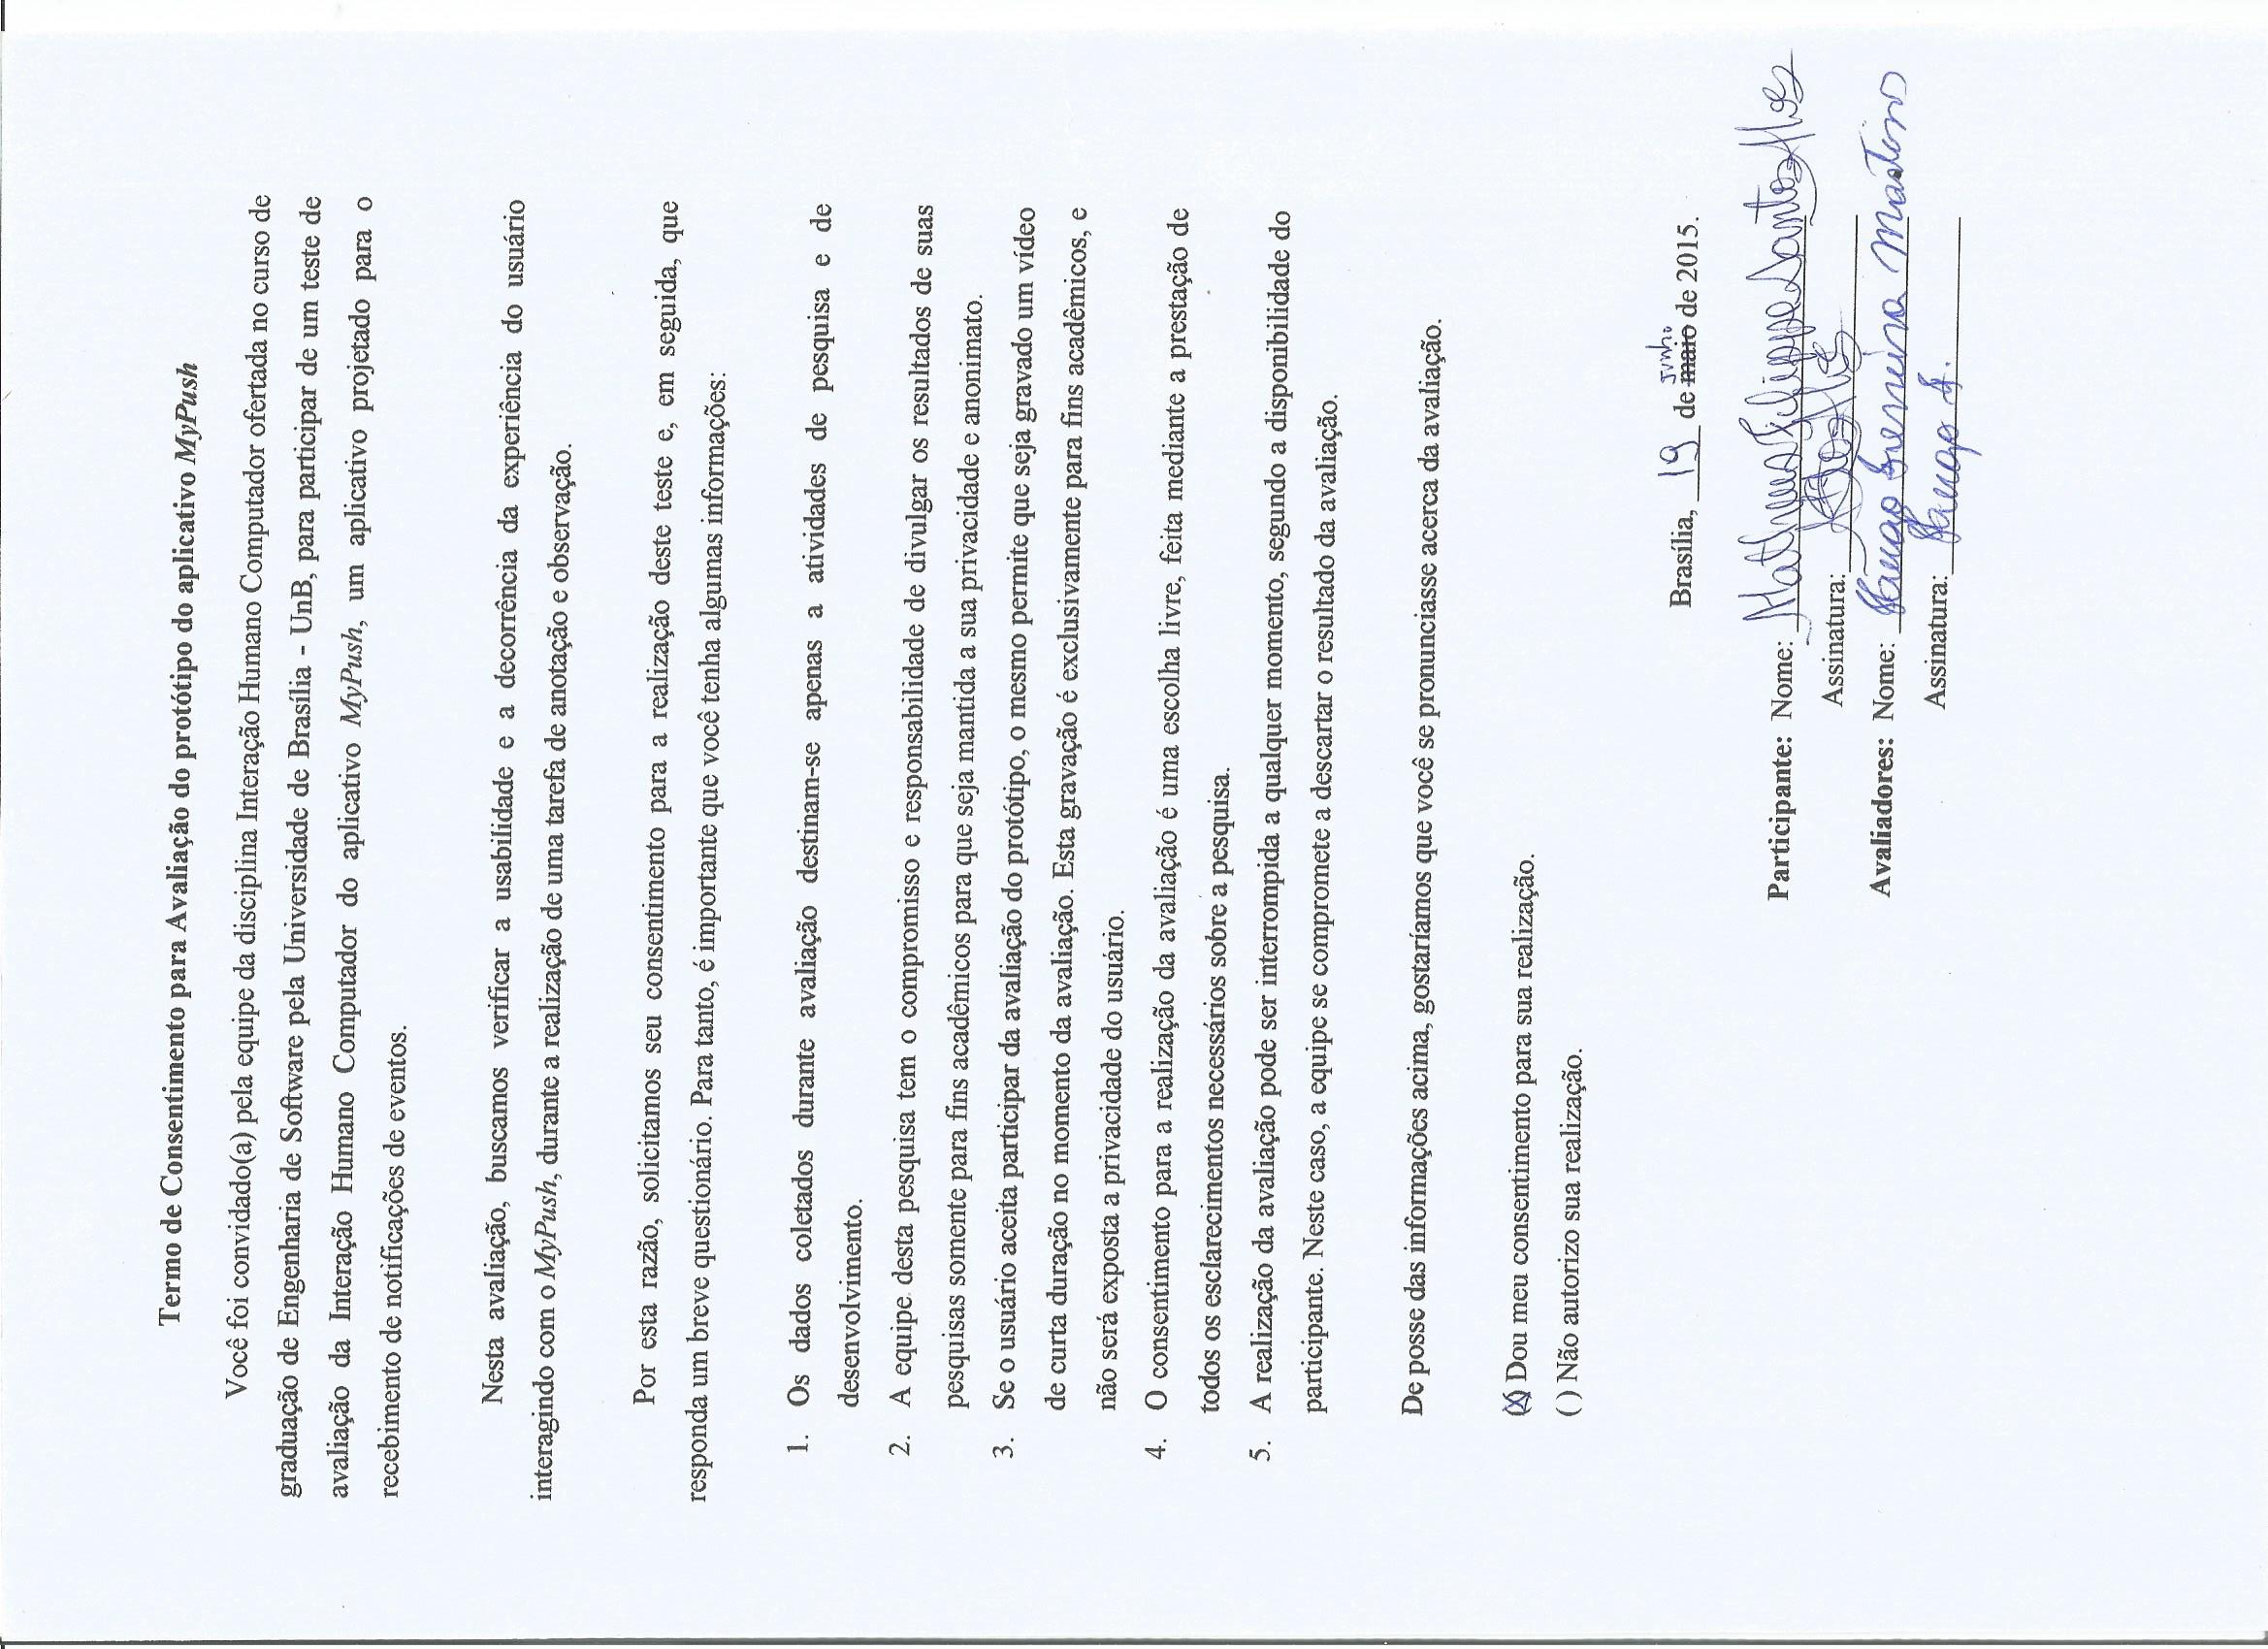 Termo de Consentimento para Avaliação do protótipo do aplicativo MyPush
Você foi convidado(a) pela equipe da disciplina Interação Humano Computador ofertada no curso de
graduação de Engenharia de Software pela Universidade de Brasília - UnB, para participar de um teste de
avaliação da Interação Humano Computador do aplicativo MyPush, um aplicativo projetado para o
recebimento de notificações de eventos.
Nesta avaliação, buscamos verificar a usabilidade e a decorrência da experiência do usuário
interagindo com o MyPush, durante a realização de uma tarefa de anotação e observação.
Por esta razão, solicitamos seu consentimento para a realização deste teste e, em seguida, que
responda um breve questionário. Para tanto, é importante que você tenha algumas informações:
1. Os dados coletados durante avaliação destinam-se apenas a atividades de pesquisa e de
desenvolvimento.
2. A equipe desta pesquisa tem o compromisso e responsabilidade de divulgar os resultados de suas
pesquisas somente para fins acadêmicos para que seja mantida a sua privacidade e anonimato.
3. Se o usuário aceita participar da avaliação do protótipo, o mesmo permite que seja gravado um vídeo
de curta duração no momento da avaliação. Esta gravação é exclusivamente para fins acadêmicos, e
não será exposta a privacidade do usuário.
4. O consentimento para a realização da avaliação é uma escolha livre, feita mediante a prestação de
todos os esclarecimentos necessários sobre a pesquisa.
5. A realização da avaliação pode ser interrompida a qualquer momento, segundo a disponibilidade do
participante. Neste caso, a equipe se compromete a descartar o resultado da avaliação.
De posse das informações acima, gostaríamos que você se pronunciasse acerca da avaliação.
(X) Dou meu consentimento para sua realização.
( ) Não autorizo sua realização.
Junho
Brasília, 19 de maio de 2015.
Participante: Nome: Matheus Filippe Santos Alves
Assinatura:
Avaliadores: Nome: Ferreira Martins
Assinatura: